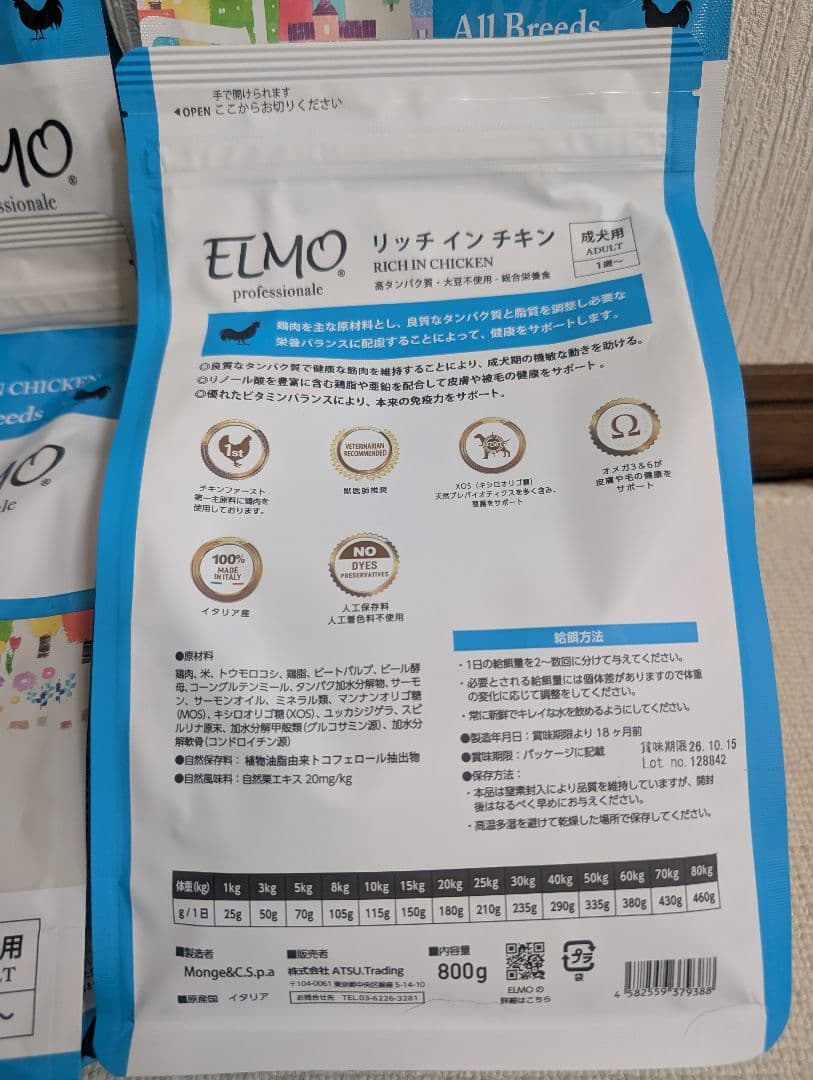 All Breeds
MO
®
ssionale
N CHICKEN
eeds
O
®
le
用
LT
〜
手で開けられます
◀OPEN ここからお切りください
ELMO®
professionale
リッチ イン チキン
RICH IN CHICKEN
高タンパク質・大豆不使用 - 総合栄養食
成犬用
ADULT
1歳〜
鶏肉を主な原材料とし、良質なタンパク質と脂質を調整し必要な
栄養バランスに配慮することによって、健康をサポートします。
◎良質なタンパク質で健康な筋肉を維持することにより、成犬期の機敏な動きを助ける。
◎リノール酸を豊富に含む鶏脂や亜鉛を配合して皮膚や被毛の健康をサポート。
◎優れたビタミンバランスにより、本来の免疫力をサポート。
1st
チキンファースト
第一主原料に鶏肉を
使用しております。
VETERINARIAN
RECOMMENDED
獣医師推奨
XOS
XOS(キシロオリゴ糖)
天然プレバイオティクスを多く含み、
整腸をサポート
Ω
オメガ3&6が
皮膚や毛の健康を
サポート
100%
MADE
IN ITALY
イタリア産
NO
DYES
PRESERVATIVES
人工保存料
人工着色料不使用
●原材料
鶏肉、米、トウモロコシ、鶏脂、ビートパルプ、ビール酵
母、コーングルテンミール、タンパク加水分解物、サーモ
ン、サーモンオイル、ミネラル類、マンナンオリゴ糖
(MOS)、キシロオリゴ糖(XOS)、ユッカシジゲラ、スピ
ルリナ原末、加水分解甲殻類(グルコサミン源)、加水分
解軟骨(コンドロイチン源)
●自然保存料: 植物油脂由来トコフェロール抽出物
●自然風味料:自然栗エキス 20mg/kg
給餌方法
・1日の給餌量を2〜数回に分けて与えてください。
・必要とされる給餌量には個体差がありますので体重
の変化に応じて調整をしてください。
・常に新鮮でキレイな水を飲めるようにしてください。
●製造年月日:賞味期限より 18 ヶ月前
●賞味期限:パッケージに記載
賞味期限26.10.15
Lot no.128842
●保存方法:
・本品は窒素封入により品質を維持していますが、開封
後はなるべく早めにお与えください。
・高温多湿を避けて乾燥した場所で保存してください。
体重(kg) 1kg 3kg 5kg 8kg 10kg 15kg 20kg 25kg 30kg 40kg 50kg 60kg 70kg 80kg
g/1日 25g 50g 70g 105g 115g 150g 180g 210g 235g 290g 335g 380g 430g 460g
■製造者
Monge&C.S.p.a
■原産国 イタリア
■販売者
株式会社 ATSU.Trading
〒104-0061 東京都中央区銀座 5-14-10
お問合せ先 TEL.03-6226-3281
■内容量
800g
ELMO の
詳細はこちら
プラ
袋
4 582559 379388